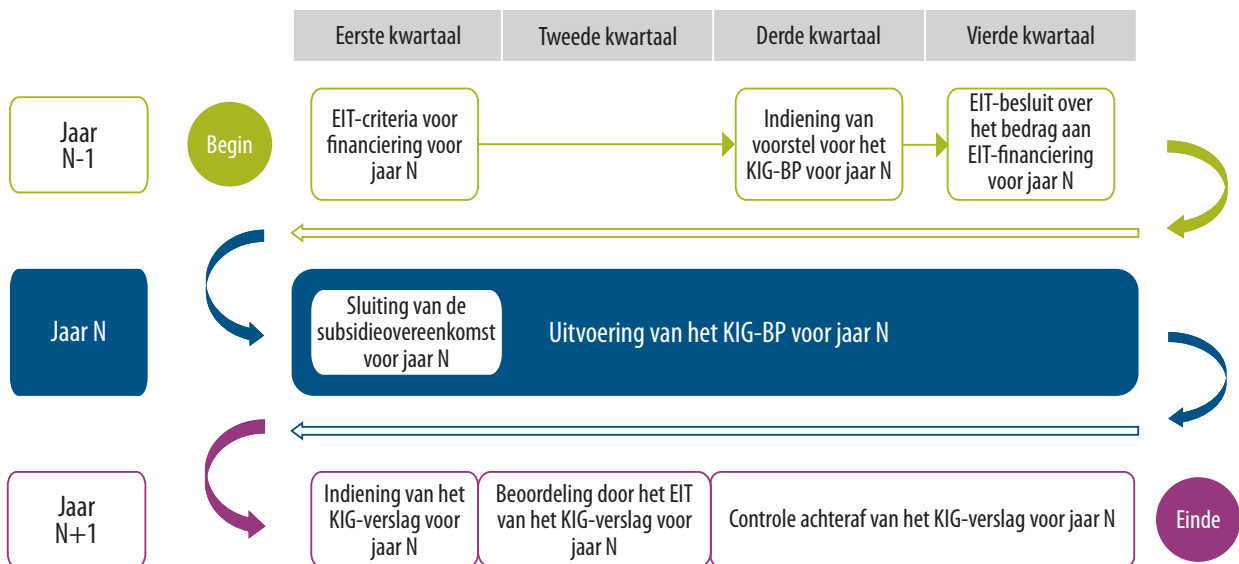 Eerste kwartaal
Tweede kwartaal
Derde kwartaal
Vierde kwartaal
Jaar
N-1
Begin
EIT-criteria voor
financiering voor
jaar N
Indiening van
voorstel voor het
KIG-BP voor jaar N
EIT-besluit over
het bedrag aan
EIT-financiering
voor jaar N
Jaar N
Sluiting van de
subsidieovereenkomst
voor jaar N
Uitvoering van het KIG-BP voor jaar N
Jaar
N+1
Indiening van het
KIG-verslag voor
jaar N
Beoordeling door het EIT
van het KIG-verslag voor
jaar N
Controle achteraf van het KIG-verslag voor jaar N
Einde